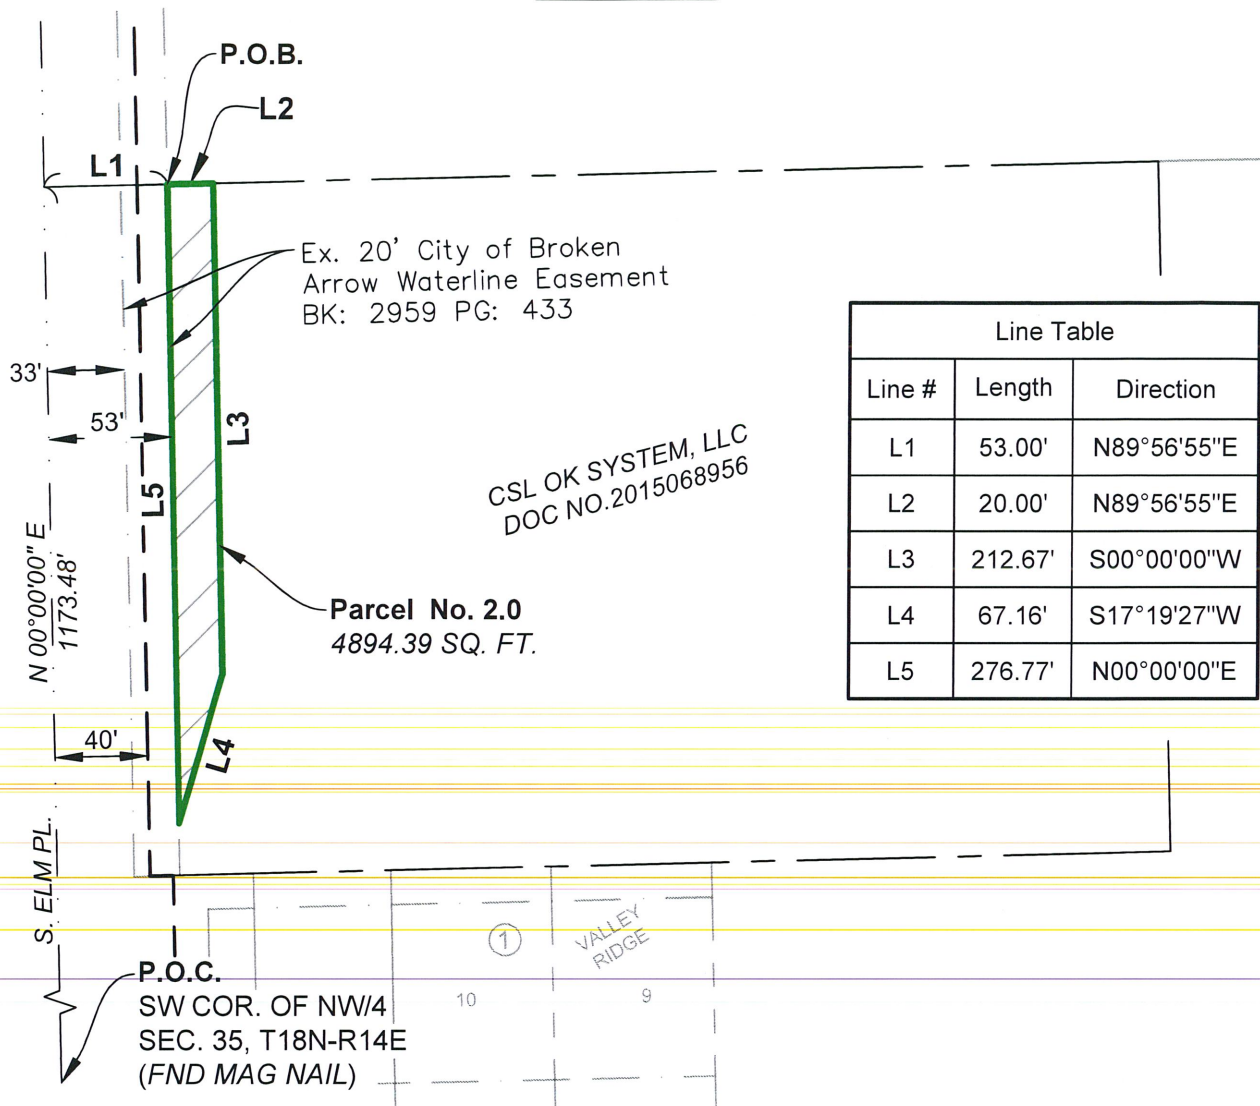 P.O.B.
L2
L1
Ex. 20' City of Broken
Arrow Waterline Easement
BK: 2959 PG: 433
33'
53'
L3
L5
CSL OK SYSTEM, LLC
DOC NO.2015068956
N 00°00'00" E
1173.48'
Parcel No. 2.0
4894.39 SQ. FT.
Line Table
Line # Length Direction
L1 53.00' N89°56'55"E
L2 20.00' N89°56'55"E
L3 212.67' S00°00'00"W
L4 67.16' S17°19'27"W
L5 276.77' N00°00'00"E
40'
L4
S. ELM PL.
1
VALLEY
RIDGE
10
9
P.O.C.
SW COR. OF NW/4
SEC. 35, T18N-R14E
(FND MAG NAIL)